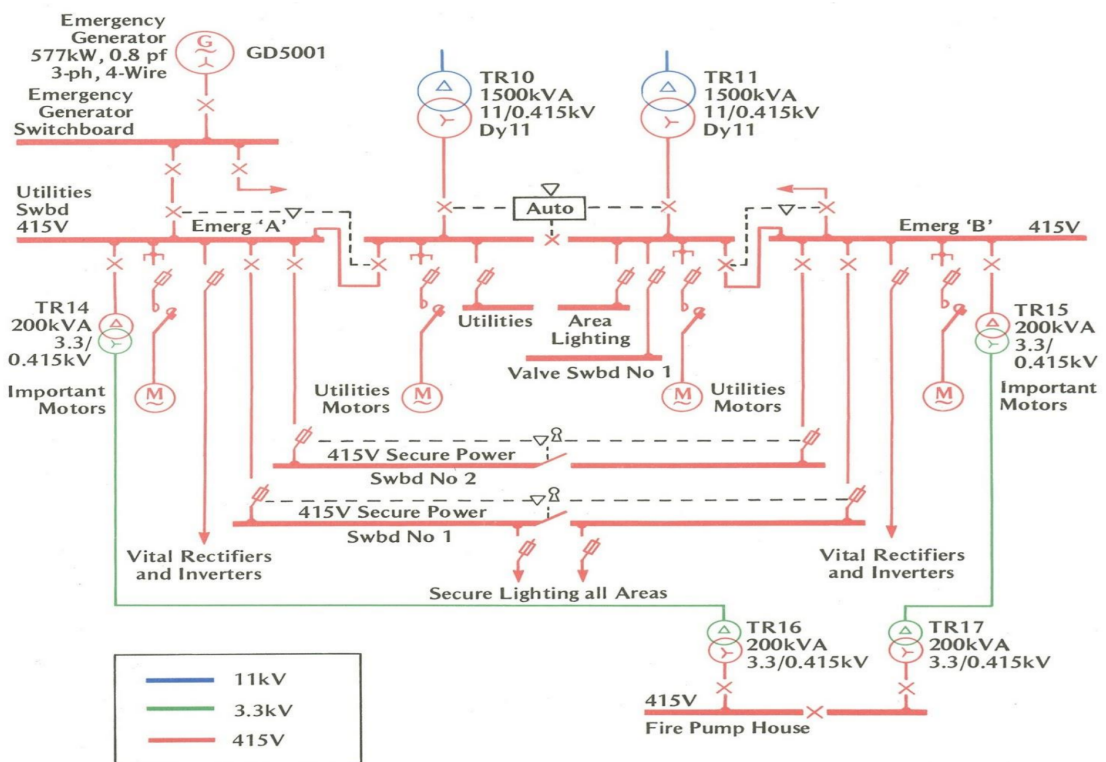 Emergency
Generator
577kW, 0.8 pf
3-ph, 4-Wire
G
GD5001
Emergency
Generator
Switchboard
TR10
1500kVA
11/0.415kV
Dy11
TR11
1500kVA
11/0.415kV
Dy11
Utilities
Swbd
415V
Emerg 'A'
Auto
Emerg 'B'
415V
TR14
200kVA
3.3/
0.415kV
Important
Motors
M
Utilities
Motors
M
Utilities
Area
Lighting
Valve Swbd No 1
M
Utilities
Motors
M
TR15
200kVA
3.3/
0.415kV
Important
Motors
415V Secure Power
Swbd No 2
415V Secure Power
Swbd No 1
Vital Rectifiers
and Inverters
Secure Lighting all Areas
Vital Rectifiers
and Inverters
TR16
200kVA
3.3/0.415kV
TR17
200kVA
3.3/0.415kV
415V
Fire Pump House
11kV
3.3kV
415V